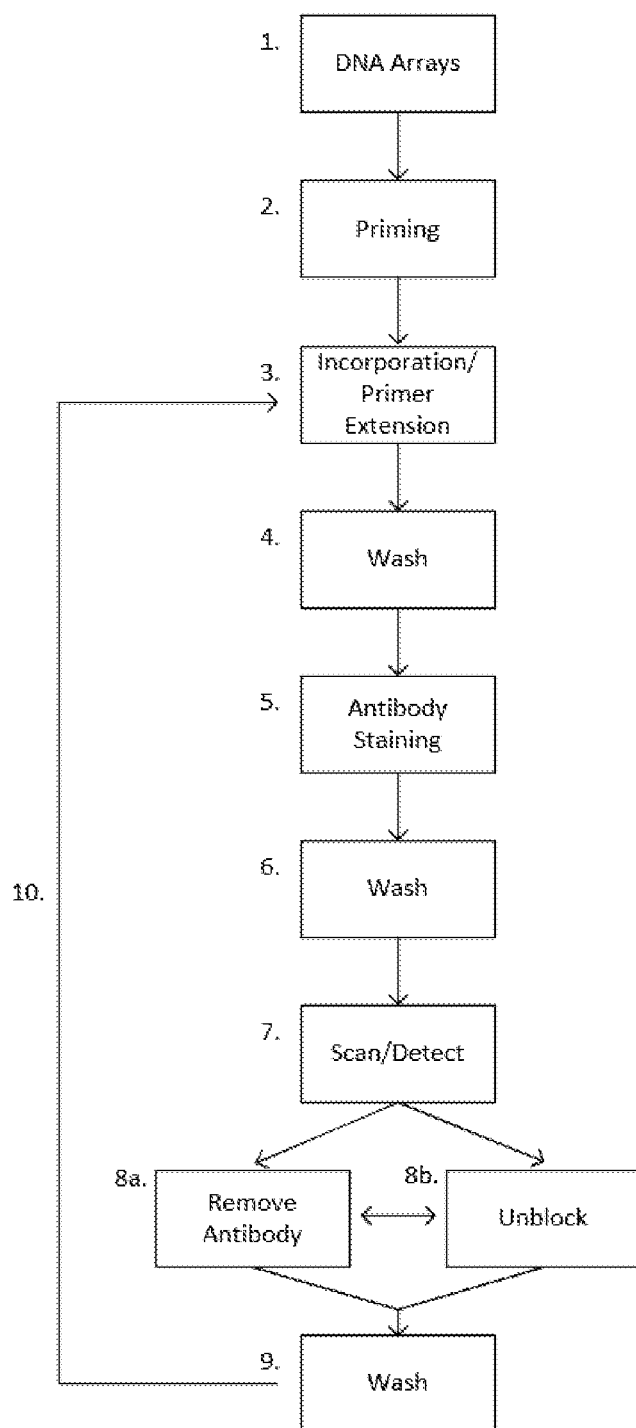 1.
DNA Arrays
2.
Priming
3.
Incorporation/
Primer
Extension
4.
Wash
5.
Antibody
Staining
6.
Wash
10.
7.
Scan/Detect
8a.
Remove
Antibody
8b.
Unblock
9.
Wash